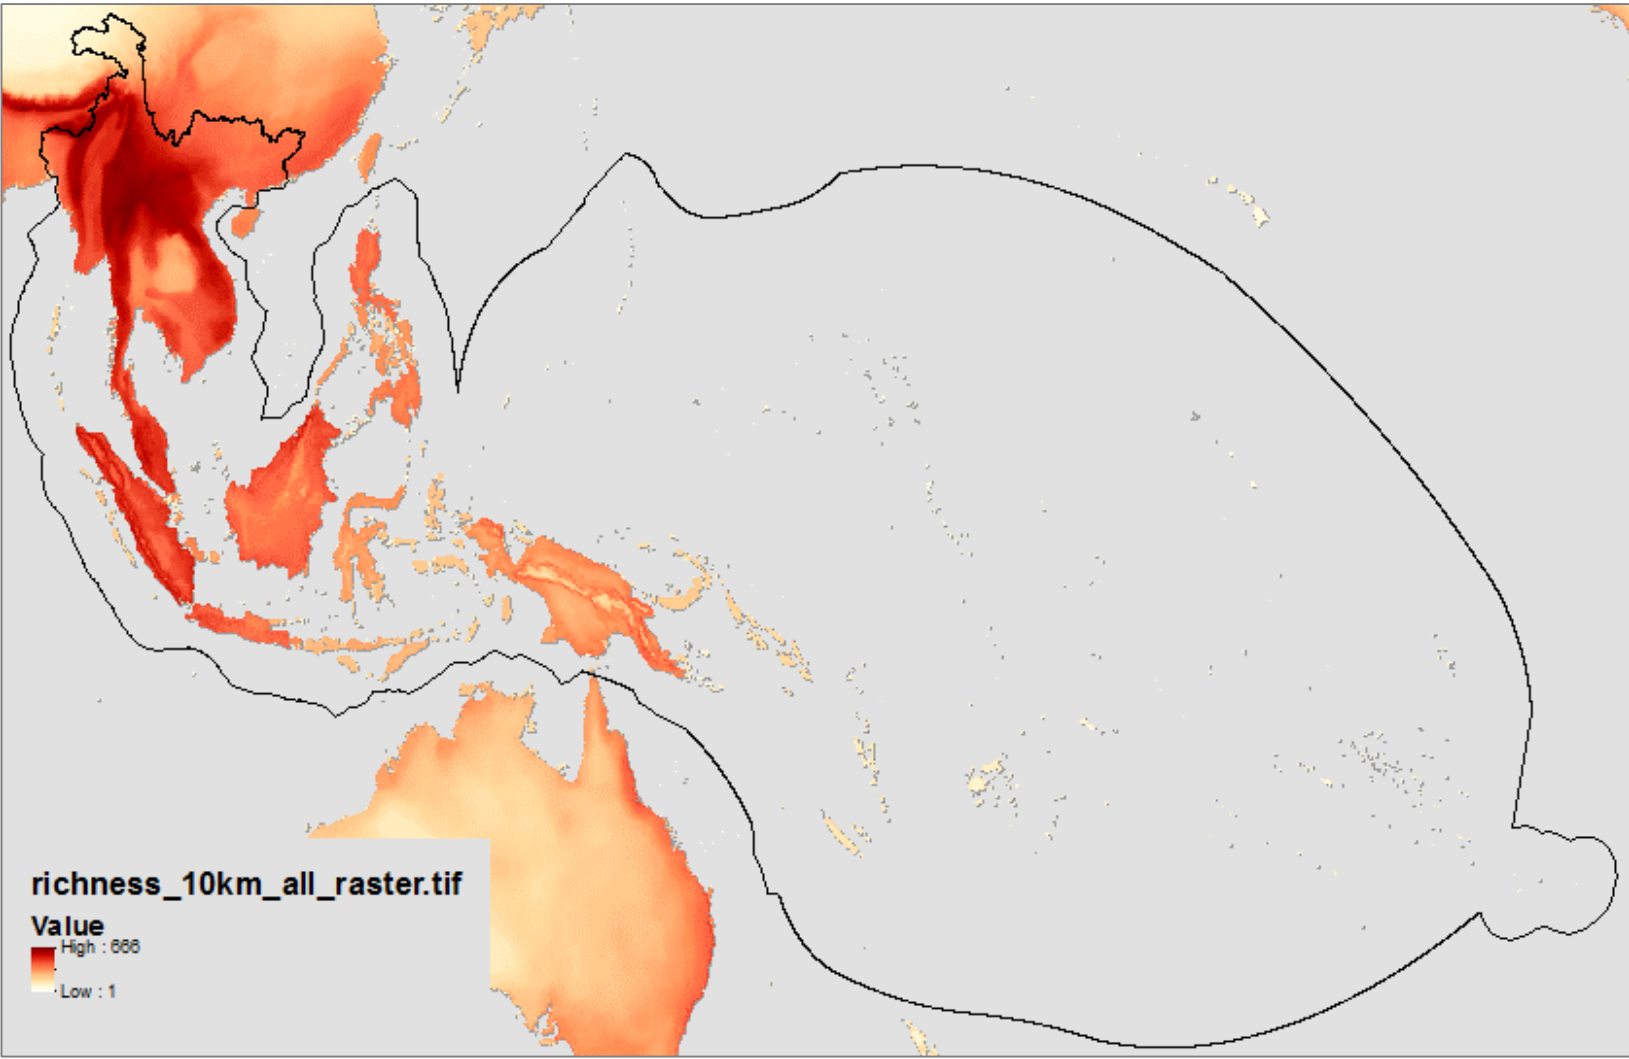 richness_10km_all_raster.tif
Value
High : 666
Low : 1